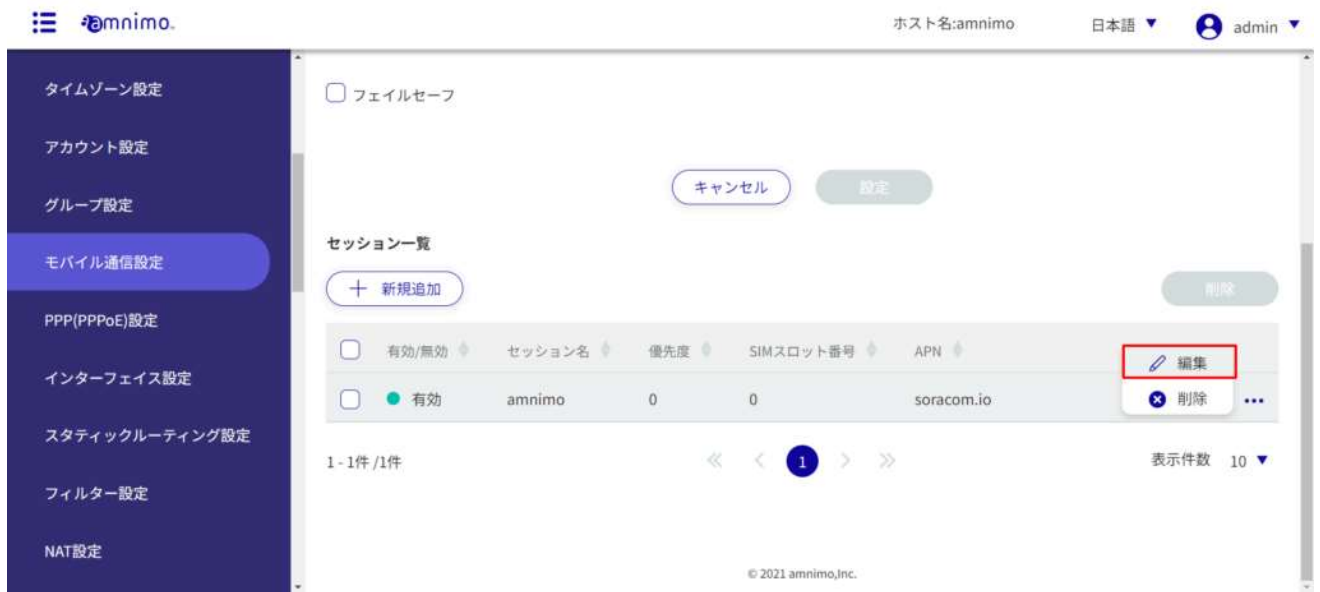 amnimo.
ホスト名:amnimo
日本語
admin
タイムゾーン設定
アカウント設定
グループ設定
モバイル通信設定
PPP(PPPoE)設定
インターフェイス設定
スタティックルーティング設定
フィルター設定
NAT設定
フェイルセーフ
キャンセル
設定
セッション一覧
新規追加
削除
有効/無効 セッション名 優先度 SIMスロット番号 APN
編集
有効 amnimo 0 0 soracom.io
削除
1 - 1件 /1件
1
表示件数 10
© 2021 amnimo,Inc.